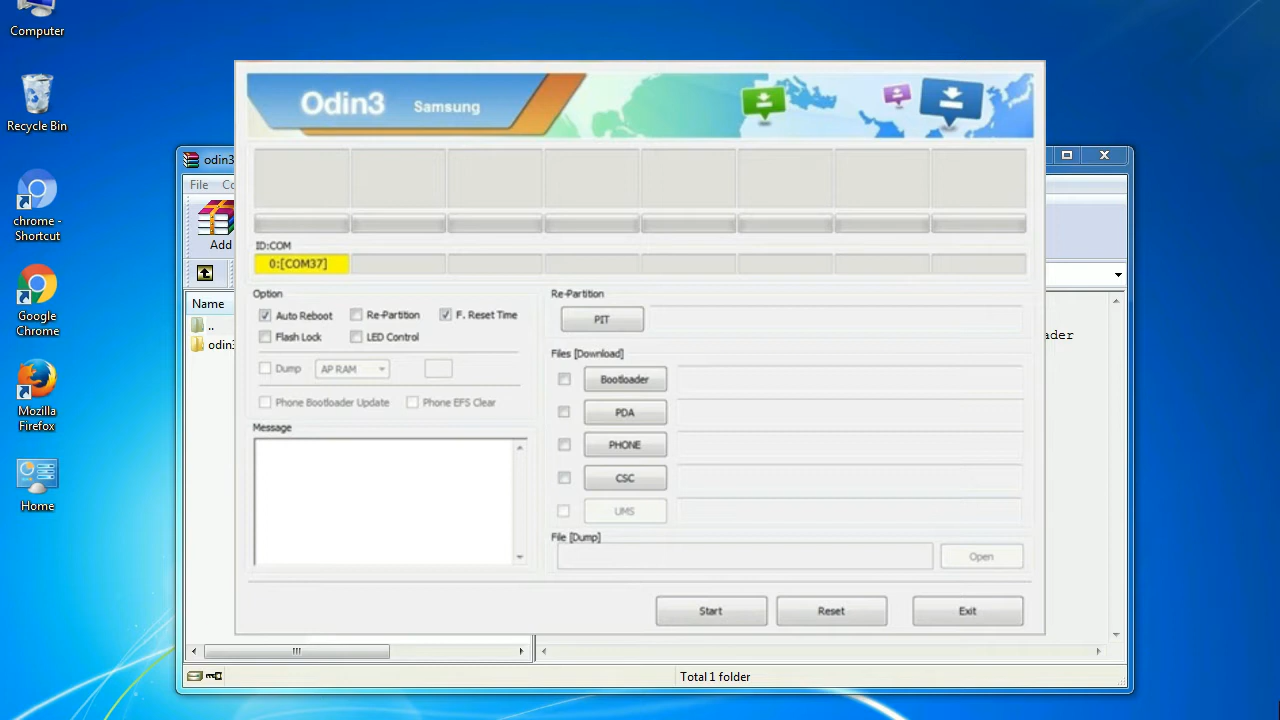 Computer
Recycle Bin
chrome -
Shortcut
Google
Chrome
Mozilla
Firefox
Home
odin3
File Co
Add
Name
..
odin3
ader
Total 1 folder
Odin3 Samsung
ID:COM
0:[COM37]
Option
Auto Reboot Re-Partition F. Reset Time
Flash Lock LED Control
Dump AP RAM
Phone Bootloader Update Phone EFS Clear
Message
Re-Partition
PIT
Files [Download]
Bootloader
PDA
PHONE
CSC
UMS
File [Dump]
Open
Start Reset Exit